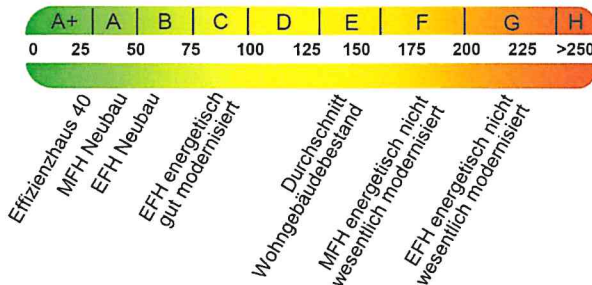 A+ A B C D E F G H
0 25 50 75 100 125 150 175 200 225 >250
Effizienzhaus 40
MFH Neubau
EFH Neubau
EFH energetisch
gut modernisiert
Durchschnitt
Wohngebäudebestand
MFH energetisch nicht
wesentlich modernisiert
EFH energetisch nicht
wesentlich modernisiert